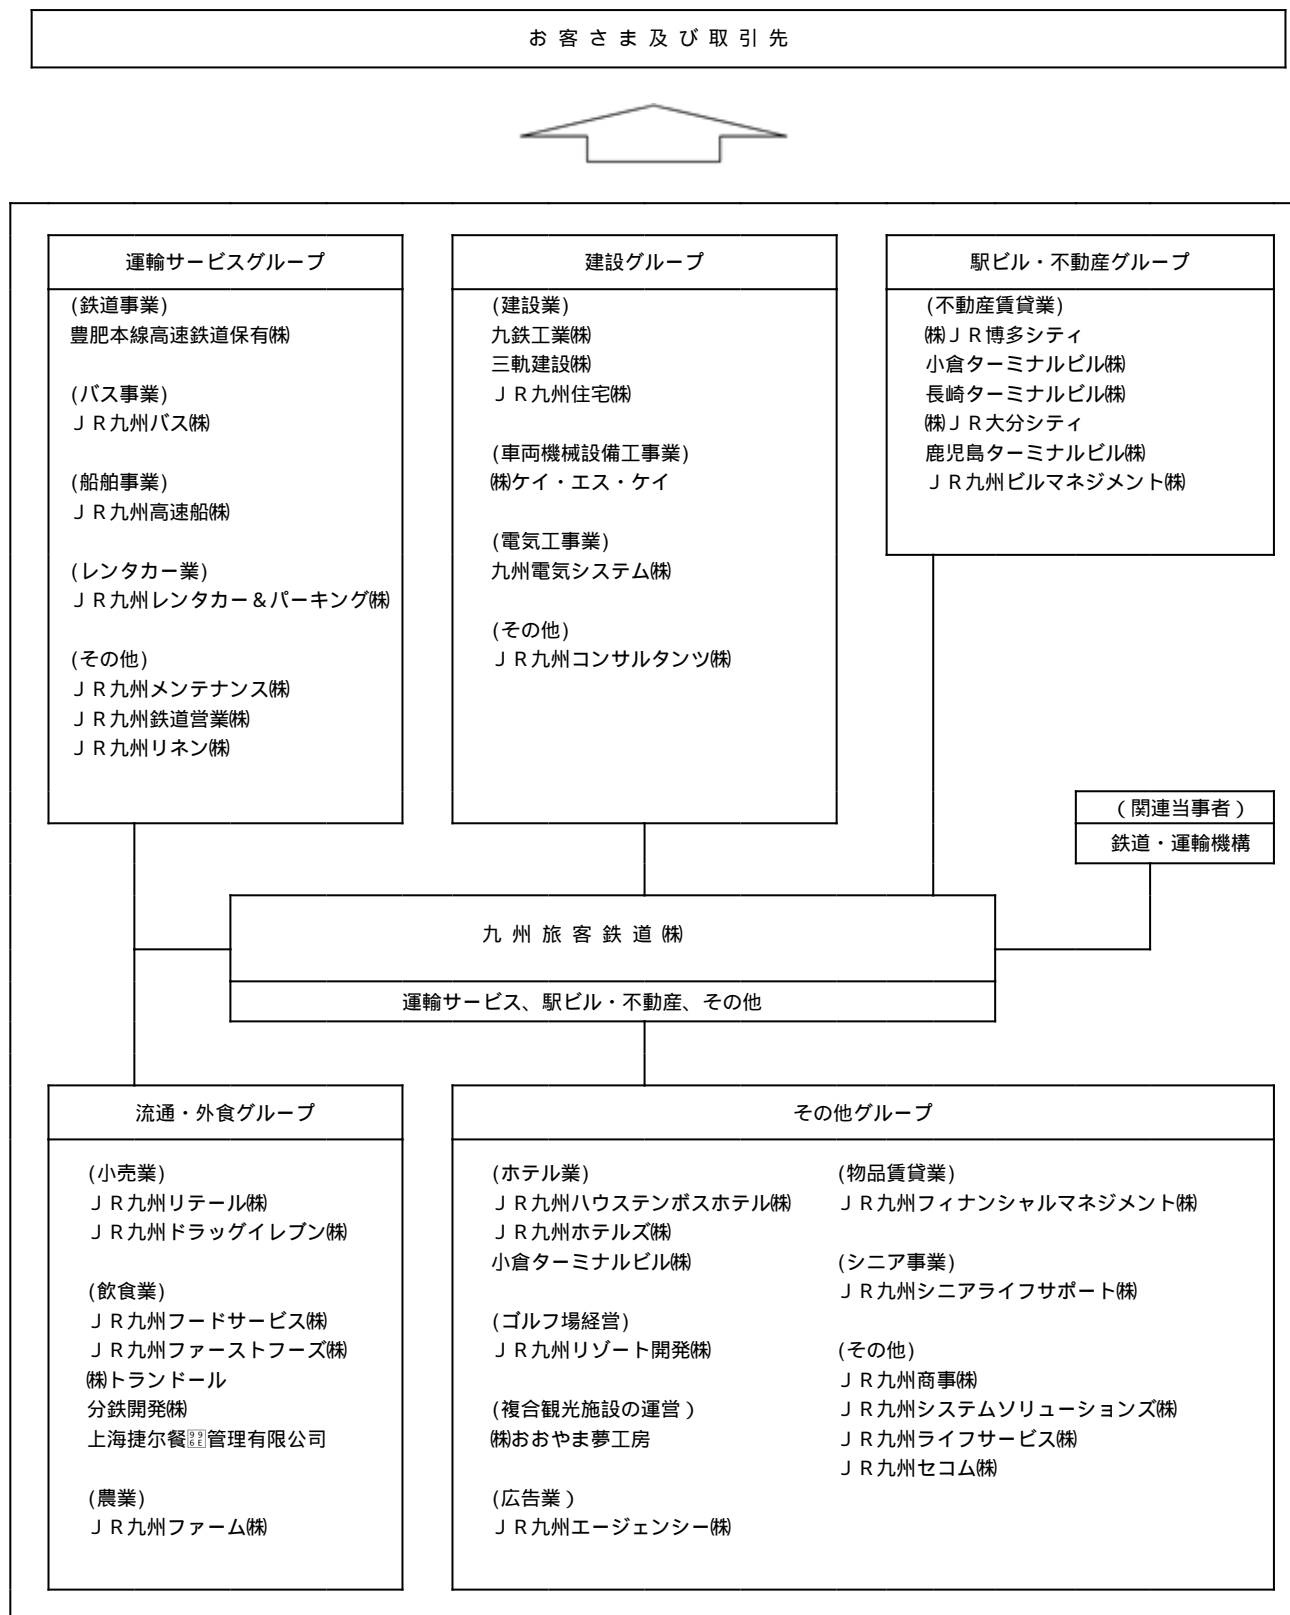 お客さま及び取引先
運輸サービスグループ
(鉄道事業)
豊肥本線高速鉄道保有㈱
(バス事業)
ＪＲ九州バス㈱
(船舶事業)
ＪＲ九州高速船㈱
(レンタカー業)
ＪＲ九州レンタカー＆パーキング㈱
(その他)
ＪＲ九州メンテナンス㈱
ＪＲ九州鉄道営業㈱
ＪＲ九州リネン㈱
建設グループ
(建設業)
九鉄工業㈱
三軌建設㈱
ＪＲ九州住宅㈱
(車両機械設備工事業)
㈱ケイ・エス・ケイ
(電気工事業)
九州電気システム㈱
(その他)
ＪＲ九州コンサルタンツ㈱
駅ビル・不動産グループ
(不動産賃貸業)
㈱ＪＲ博多シティ
小倉ターミナルビル㈱
長崎ターミナルビル㈱
㈱ＪＲ大分シティ
鹿児島ターミナルビル㈱
ＪＲ九州ビルマネジメント㈱
（関連当事者）
鉄道・運輸機構
九州旅客鉄道㈱
運輸サービス、駅ビル・不動産、その他
流通・外食グループ
(小売業)
ＪＲ九州リテール㈱
ＪＲ九州ドラッグイレブン㈱
(飲食業)
ＪＲ九州フードサービス㈱
ＪＲ九州ファーストフーズ㈱
㈱トランドール
分鉄開発㈱
上海捷尔餐管理有限公司
(農業)
ＪＲ九州ファーム㈱
その他グループ
(ホテル業)
ＪＲ九州ハウステンボスホテル㈱
ＪＲ九州ホテルズ㈱
小倉ターミナルビル㈱
(ゴルフ場経営)
ＪＲ九州リゾート開発㈱
(複合観光施設の運営）
㈱おおやま夢工房
(広告業）
ＪＲ九州エージェンシー㈱
(物品賃貸業)
ＪＲ九州フィナンシャルマネジメント㈱
(シニア事業)
ＪＲ九州シニアライフサポート㈱
(その他)
ＪＲ九州商事㈱
ＪＲ九州システムソリューションズ㈱
ＪＲ九州ライフサービス㈱
ＪＲ九州セコム㈱